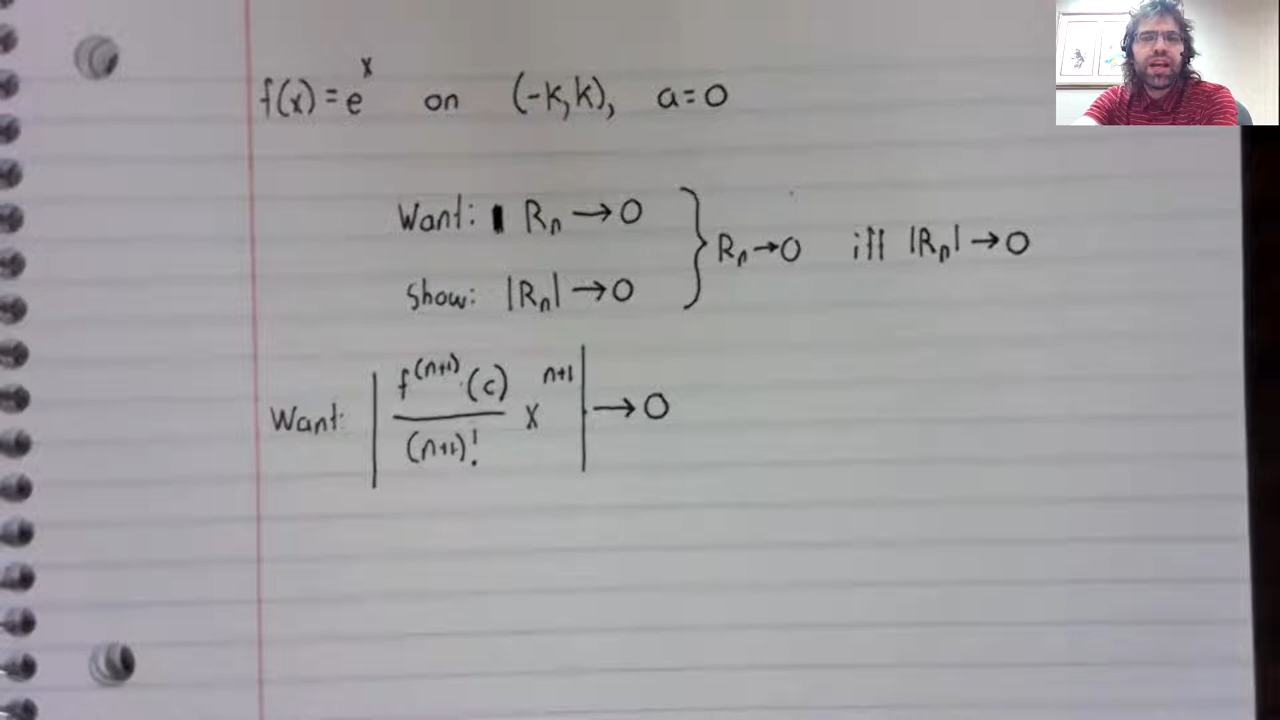 f(x) = e^x on (-k, k), a = 0
Want: R_n → 0
Show: |R_n| → 0
} R_n → 0 iff |R_n| → 0
Want: | f^(n+1) (c) / (n+1)! x^n+1 | → 0